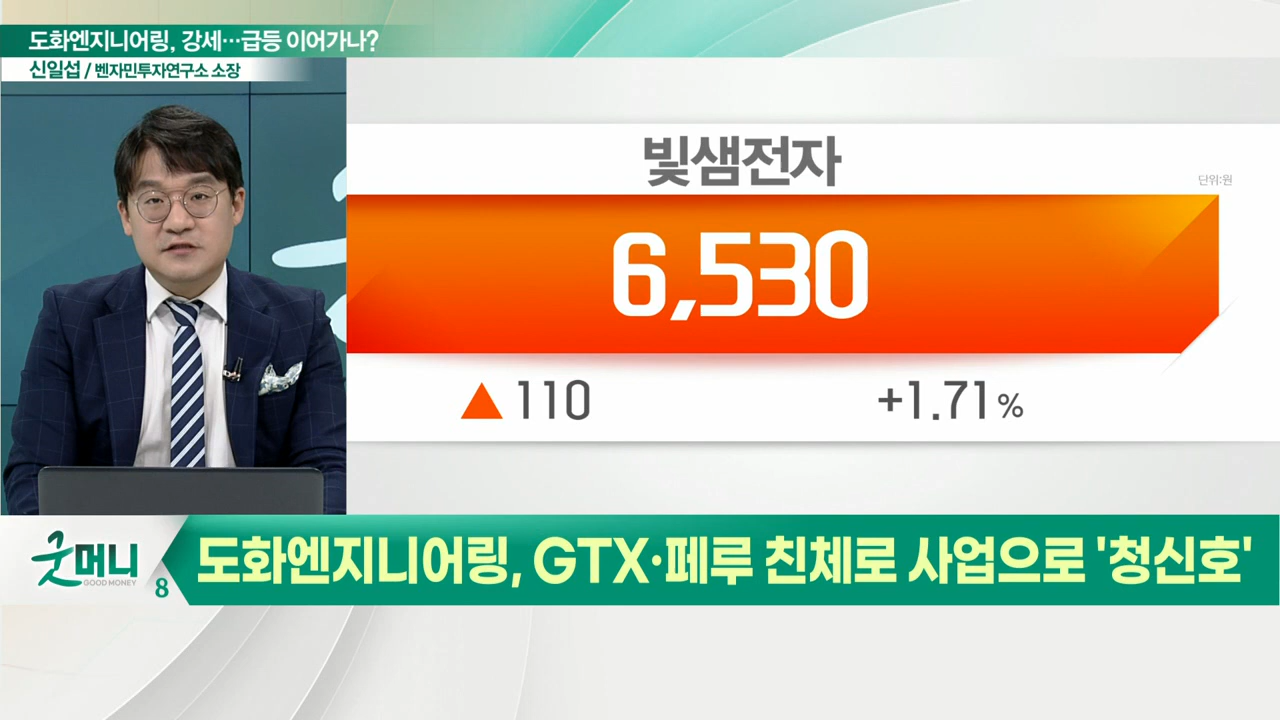 도화엔지니어링, 강세…급등 이어가나?
신일섭 / 벤자민투자연구소 소장
빛샘전자
단위:원
6,530
▲110 +1.71%
굿머니
GOOD MONEY
8
도화엔지니어링, GTX·페루 친체로 사업으로 '청신호'